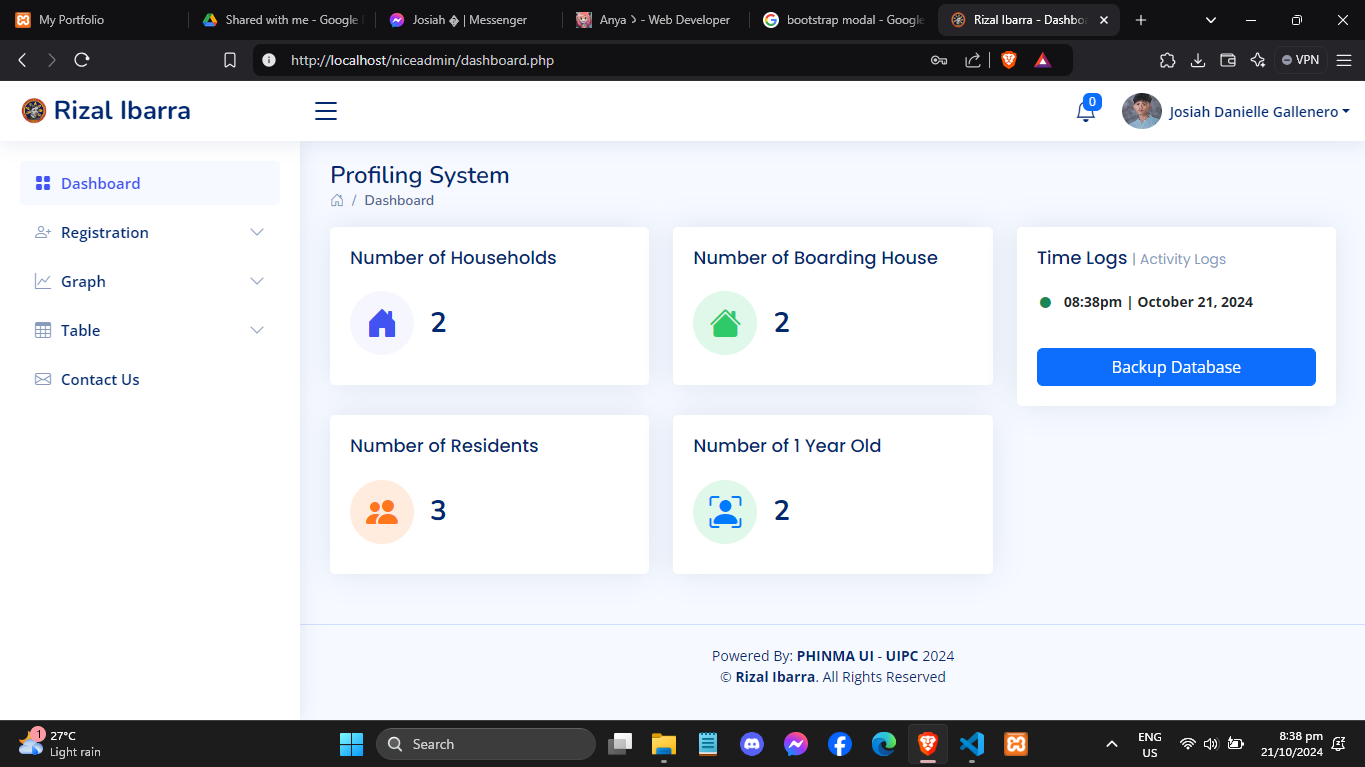 My Portfolio
Shared with me - Google
Josiah � | Messenger
Anya - Web Developer
bootstrap modal - Google
Rizal Ibarra - Dashbo
http://localhost/niceadmin/dashboard.php
VPN
Rizal Ibarra
0
Josiah Danielle Gallenero
Dashboard
Registration
Graph
Table
Contact Us
Profiling System
/ Dashboard
Number of Households
2
Number of Boarding House
2
Time Logs | Activity Logs
08:38pm | October 21, 2024
Backup Database
Number of Residents
3
Number of 1 Year Old
2
Powered By: PHINMA UI - UIPC 2024
© Rizal Ibarra. All Rights Reserved
1
27°C
Light rain
Search
ENG
US
8:38 pm
21/10/2024